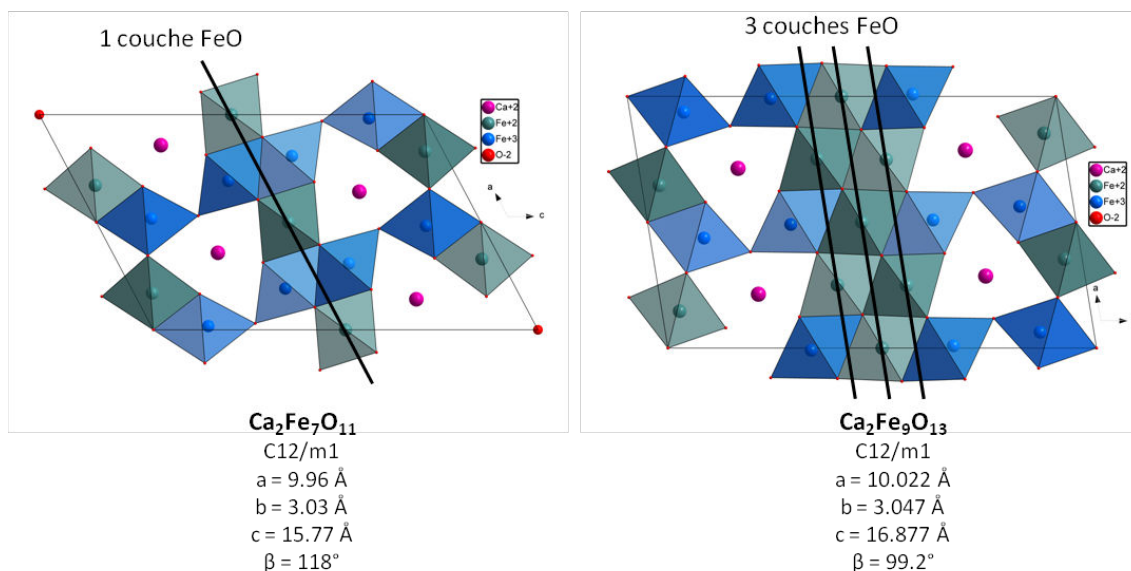 1 couche FeO
Ca+2
Fe+2
Fe+3
O-2
a
c
Ca₂Fe₇O₁₁
C12/m1
a = 9.96 Å
b = 3.03 Å
c = 15.77 Å
β = 118°
3 couches FeO
Ca+2
Fe+2
Fe+3
O-2
a
Ca₂Fe₉O₁₃
C12/m1
a = 10.022 Å
b = 3.047 Å
c = 16.877 Å
β = 99.2°